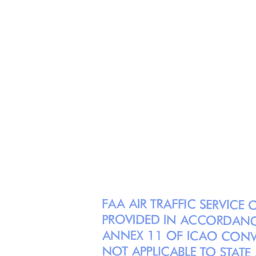 FAA AIR TRAFFIC SERVICE
PROVIDED IN
ANNEX 11 OF ICAO
NOT APPLICABLE TO STATE